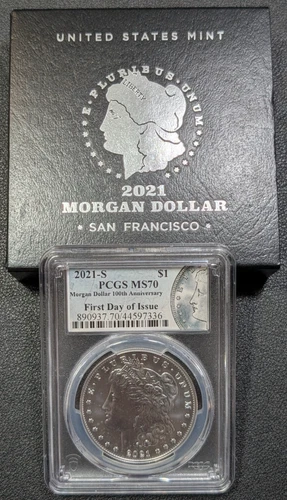 UNITED STATES MINT
E · PLURIBUS · UNUM
LIBERTY
2021
MORGAN DOLLAR
• SAN FRANCISCO •
2021-S $1
PCGS MS70
Morgan Dollar 100th Anniversary
First Day of Issue
890937.70/44597336
E · PLURIBUS · UNUM
2021